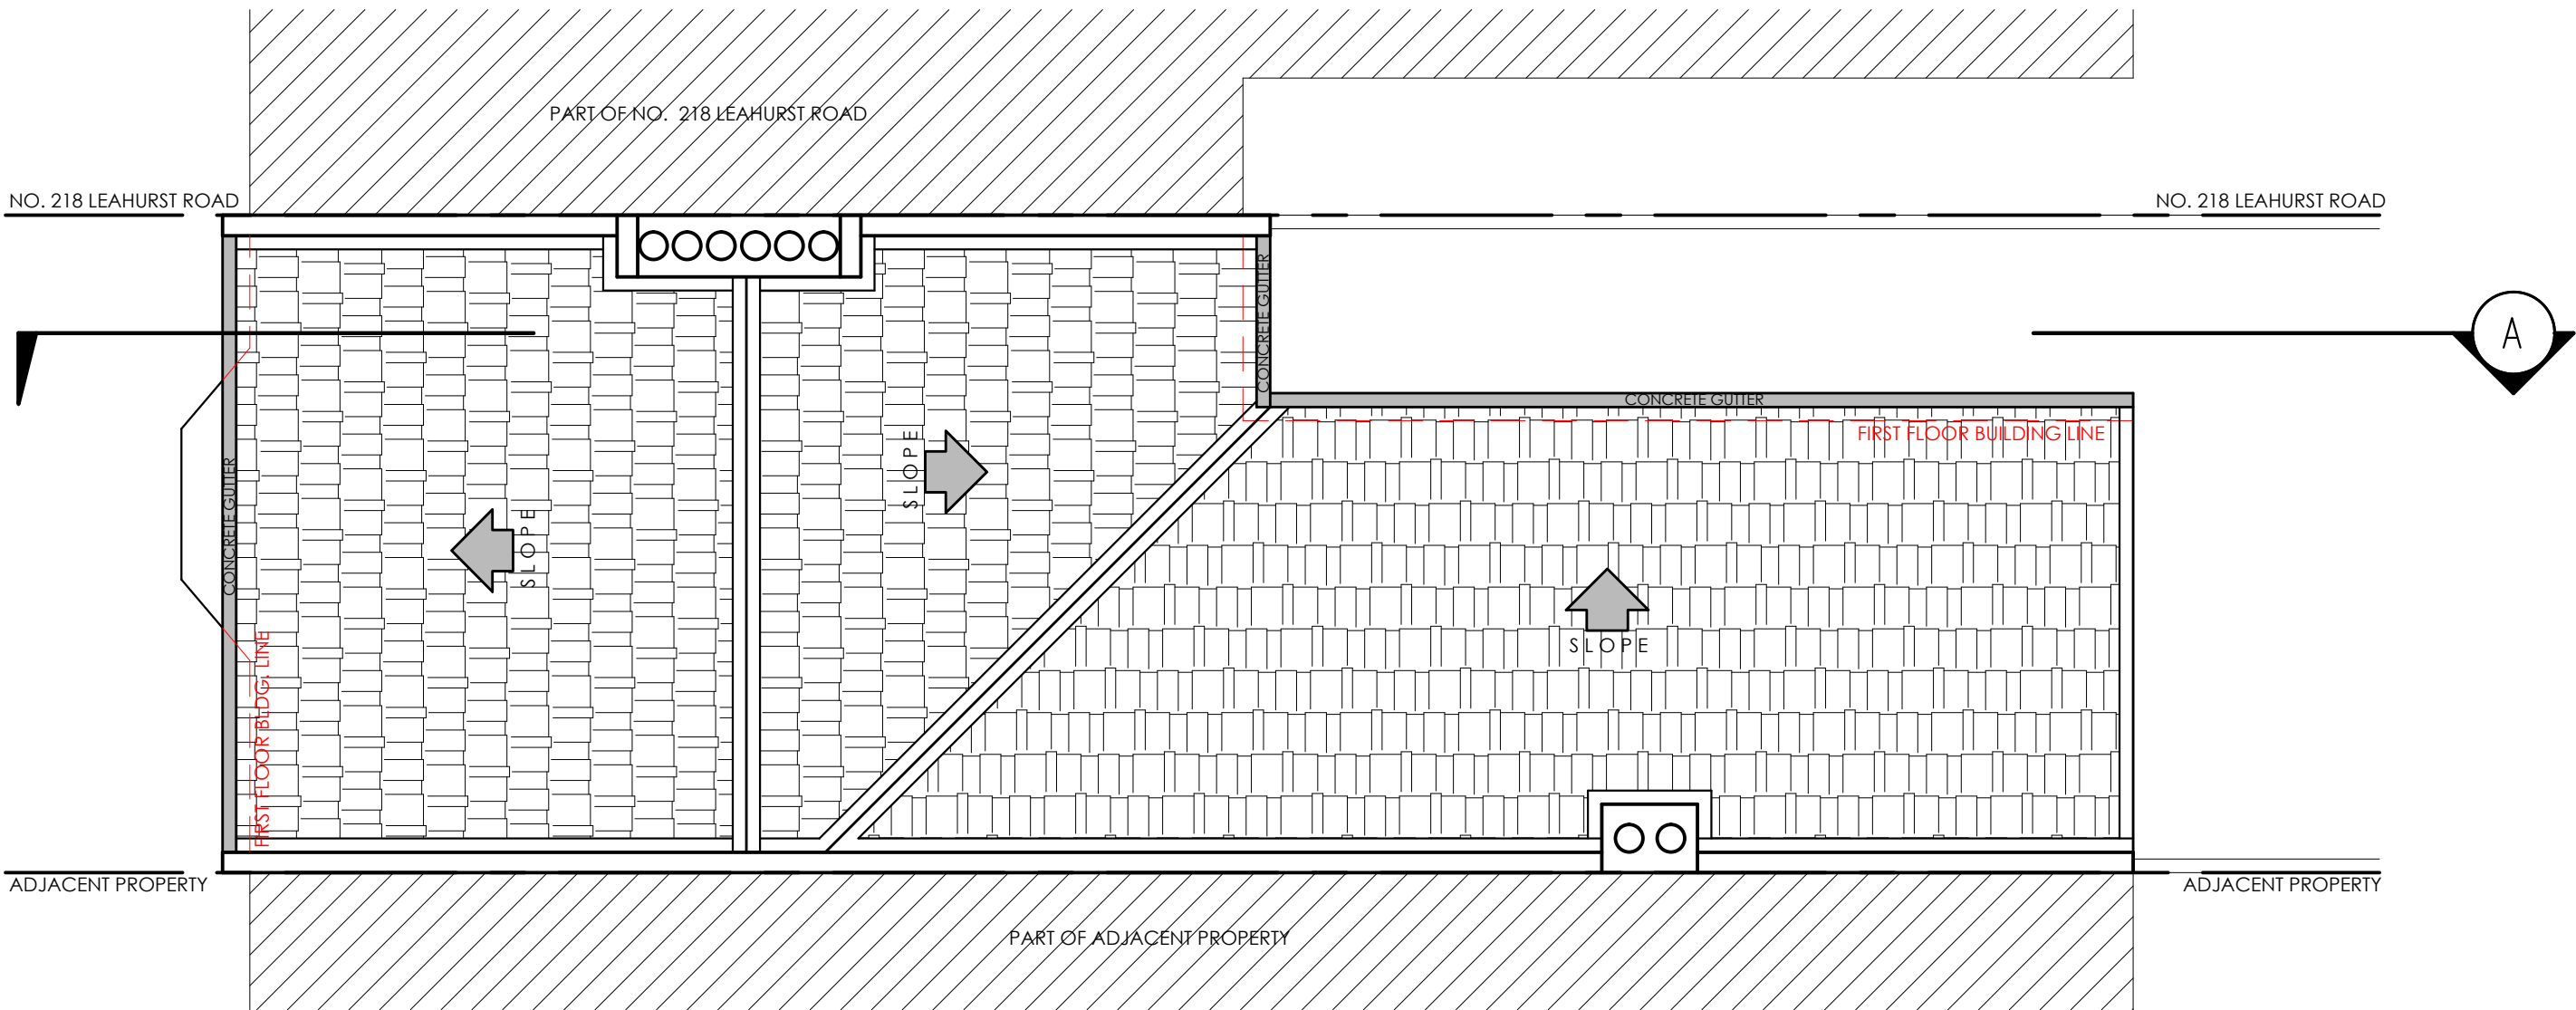 PART OF NO. 218 LEAHURST ROAD
NO. 218 LEAHURST ROAD
NO. 218 LEAHURST ROAD
CONCRETE GUTTER
A
CONCRETE GUTTER
FIRST FLOOR BUILDING LINE
SLOPE
SLOPE
CONCRETE GUTTER
SLOPE
FIRST FLOOR BLDG. LINE
ADJACENT PROPERTY
ADJACENT PROPERTY
PART OF ADJACENT PROPERTY